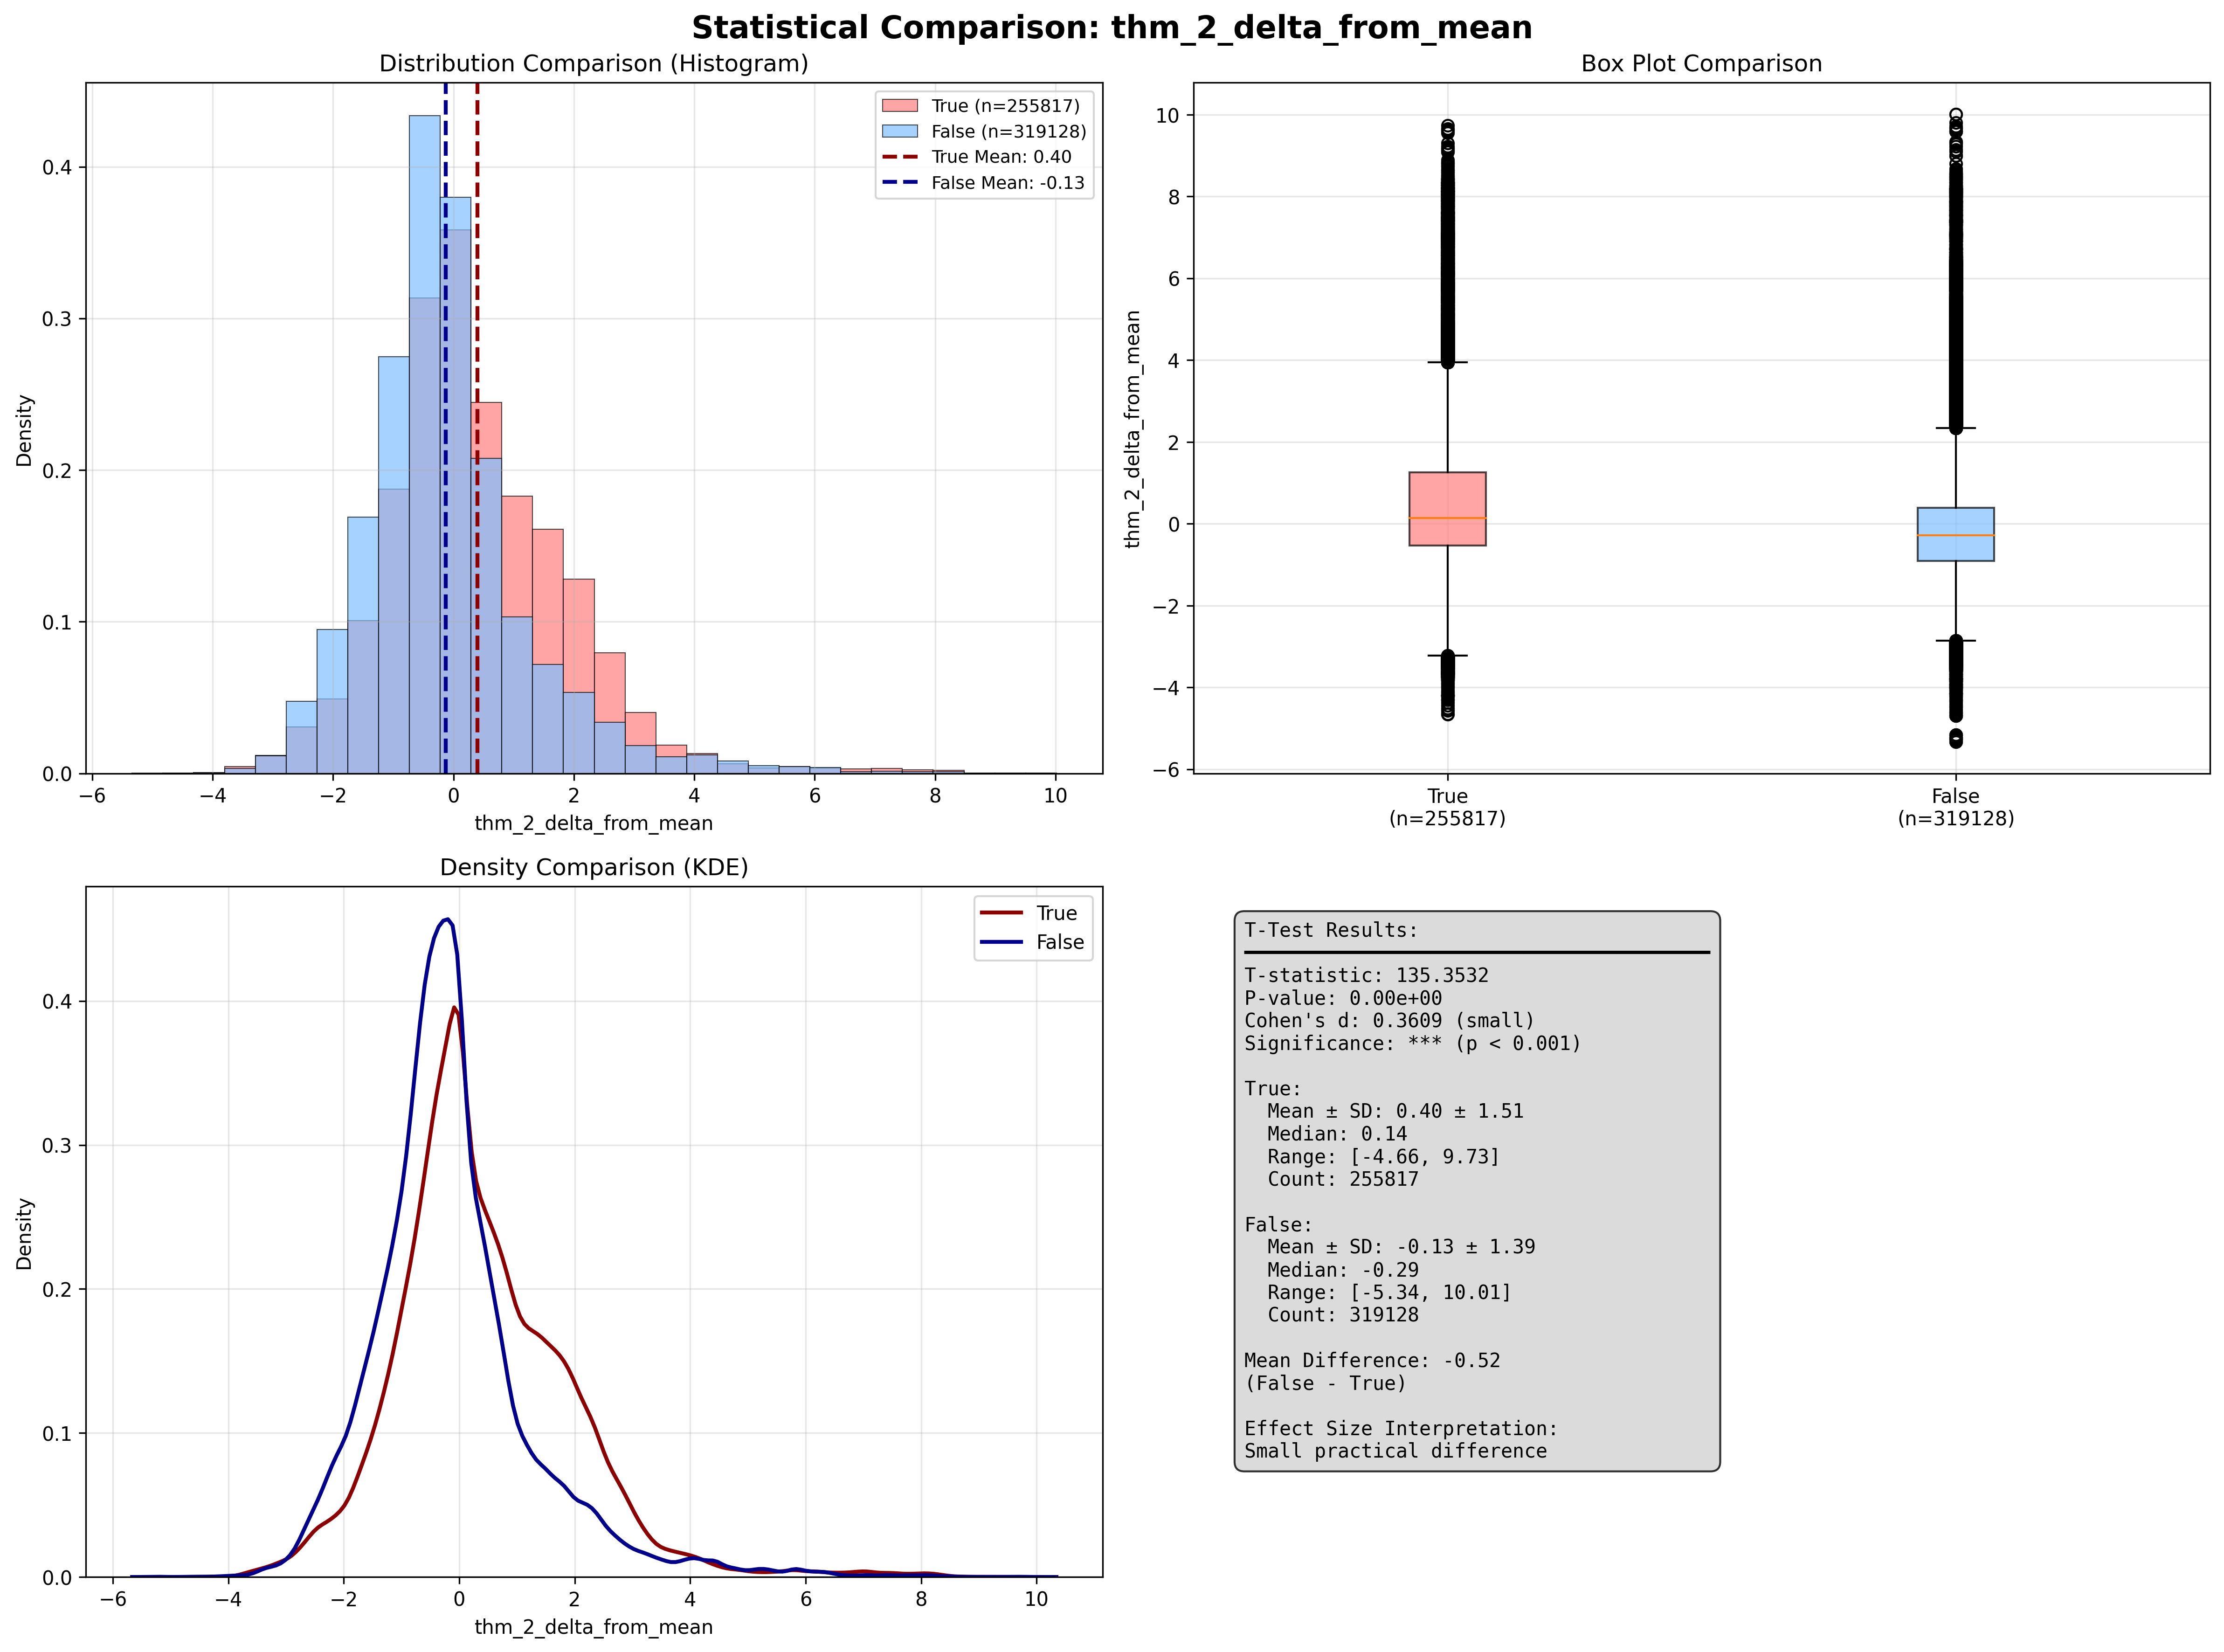 Statistical Comparison: thm_2_delta_from_mean
Distribution Comparison (Histogram)
Density
0.4
0.3
0.2
0.1
0.0
−6
−4
−2
0
2
4
6
8
10
thm_2_delta_from_mean
True (n=255817)
False (n=319128)
True Mean: 0.40
False Mean: -0.13
Box Plot Comparison
thm_2_delta_from_mean
10
8
6
4
2
0
−2
−4
−6
True
(n=255817)
False
(n=319128)
Density Comparison (KDE)
Density
0.4
0.3
0.2
0.1
0.0
−6
−4
−2
0
2
4
6
8
10
thm_2_delta_from_mean
True
False
T-Test Results:
T-statistic: 135.3532
P-value: 0.00e+00
Cohen's d: 0.3609 (small)
Significance: *** (p < 0.001)
True:
Mean ± SD: 0.40 ± 1.51
Median: 0.14
Range: [-4.66, 9.73]
Count: 255817
False:
Mean ± SD: -0.13 ± 1.39
Median: -0.29
Range: [-5.34, 10.01]
Count: 319128
Mean Difference: -0.52
(False - True)
Effect Size Interpretation:
Small practical difference